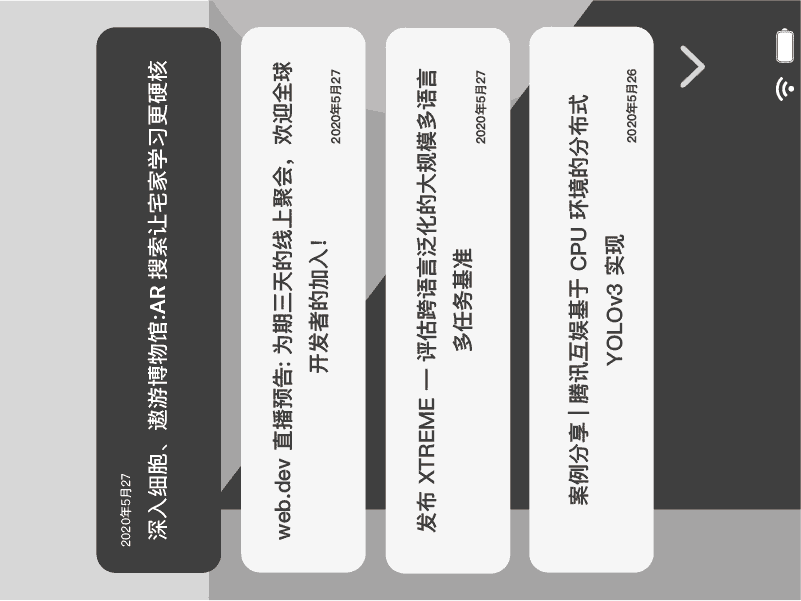 2020年5月27
深入细胞、遨游博物馆:AR 搜索让宅家学习更硬核
web.dev 直播预告: 为期三天的线上聚会，欢迎全球
开发者的加入！
2020年5月27
发布 XTREME — 评估跨语言泛化的大规模多语言
多任务基准
2020年5月27
案例分享 | 腾讯互娱基于 CPU 环境的分布式
YOLOv3 实现
2020年5月26